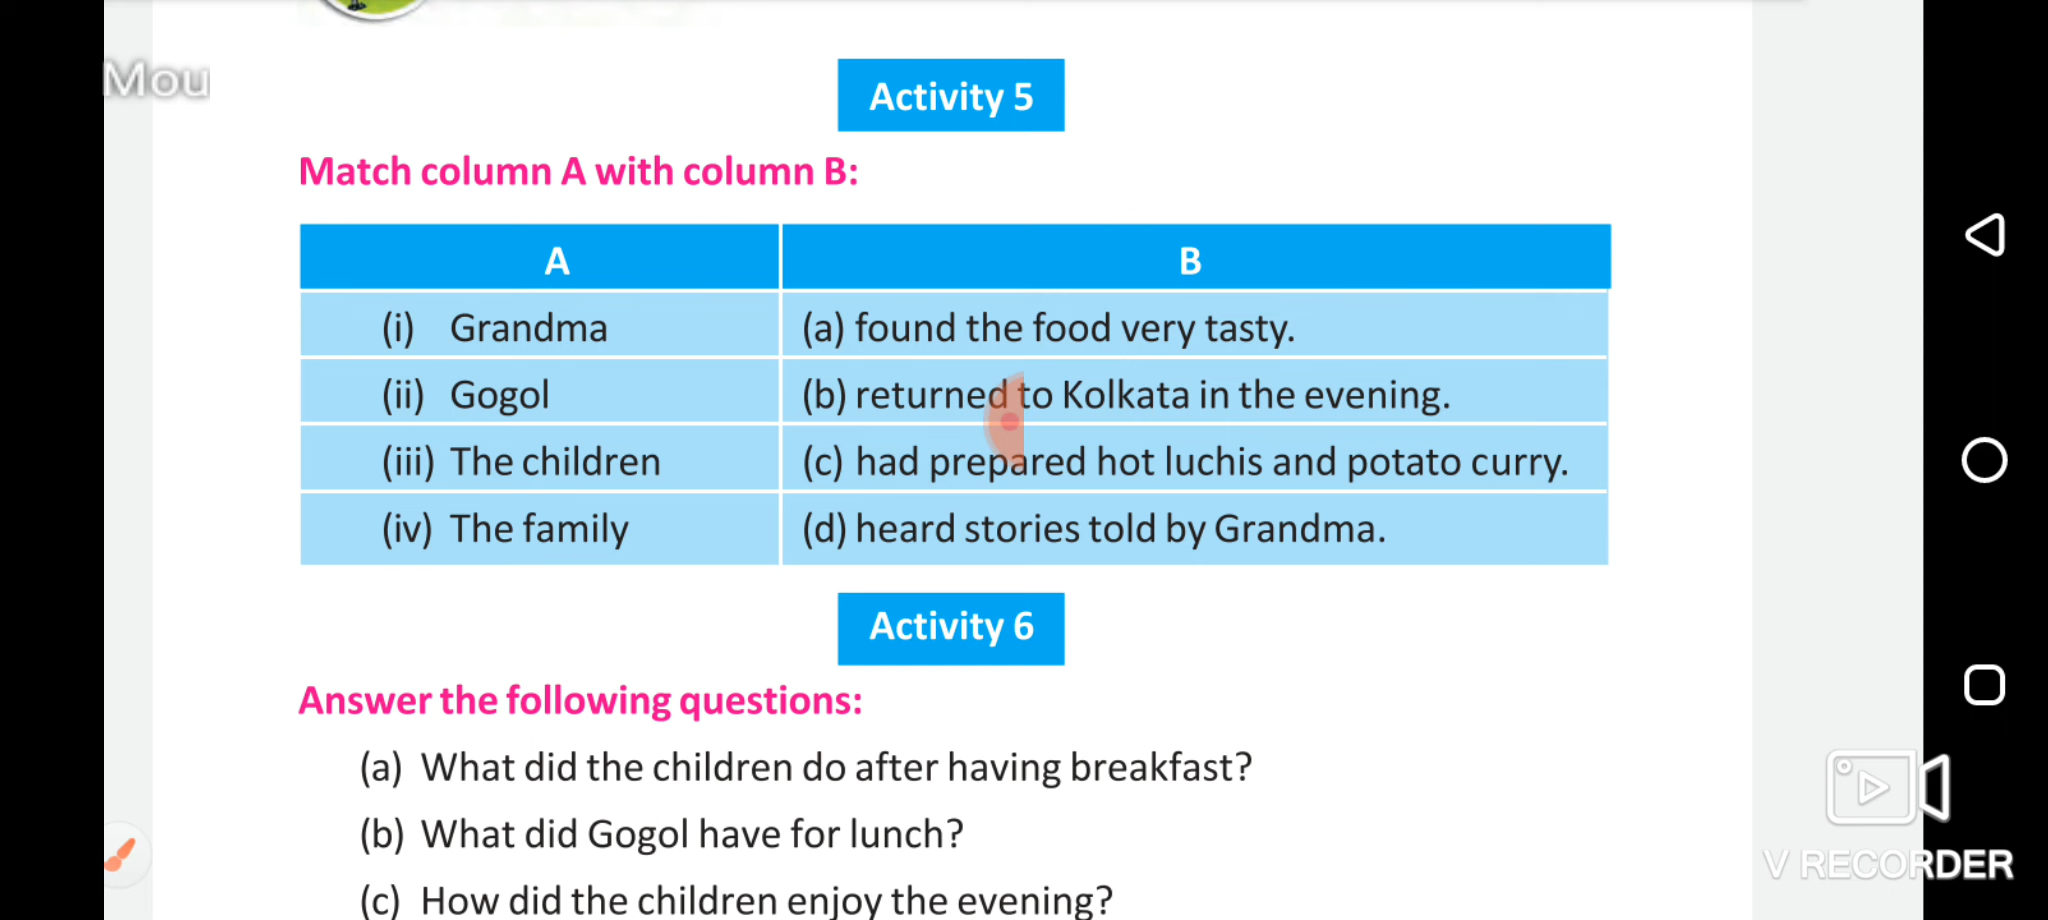 Mou
Activity 5
Match column A with column B:
A B
(i) Grandma (a) found the food very tasty.
(ii) Gogol (b) returned to Kolkata in the evening.
(iii) The children (c) had prepared hot luchis and potato curry.
(iv) The family (d) heard stories told by Grandma.
Activity 6
Answer the following questions:
(a) What did the children do after having breakfast?
(b) What did Gogol have for lunch?
(c) How did the children enjoy the evening?
V RECORDER